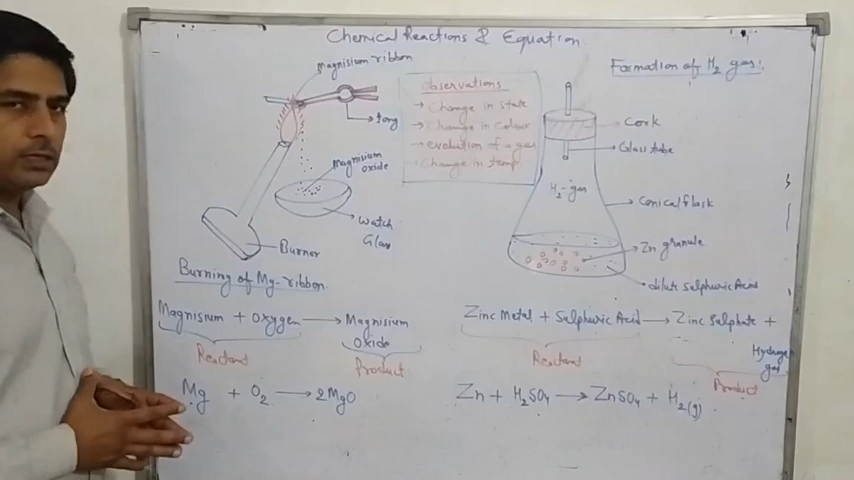 Chemical Reactions & Equation
magnisium ribbon
Tong
Magnisium
oxide
Watch
Glass
Burner
Burning of Mg-ribbon
Observations
→ Change in state
→ Change in colour
→ evolution of a gas
→ Change in temp.
Formation of H₂ gas:
Cork
Glass tube
H₂-gas
Conical flask
Zn granule
dilute Sulphuric Acid
Magnisium + Oxygen → Magnisium
Oxide
Reactant
Product
Mg + O₂ → 2MgO
Zinc Metal + Sulphuric Acid → Zinc Sulphate +
Hydrogen
gas
Reactant
Product
Zn + H₂SO₄ → ZnSO₄ + H₂(g)